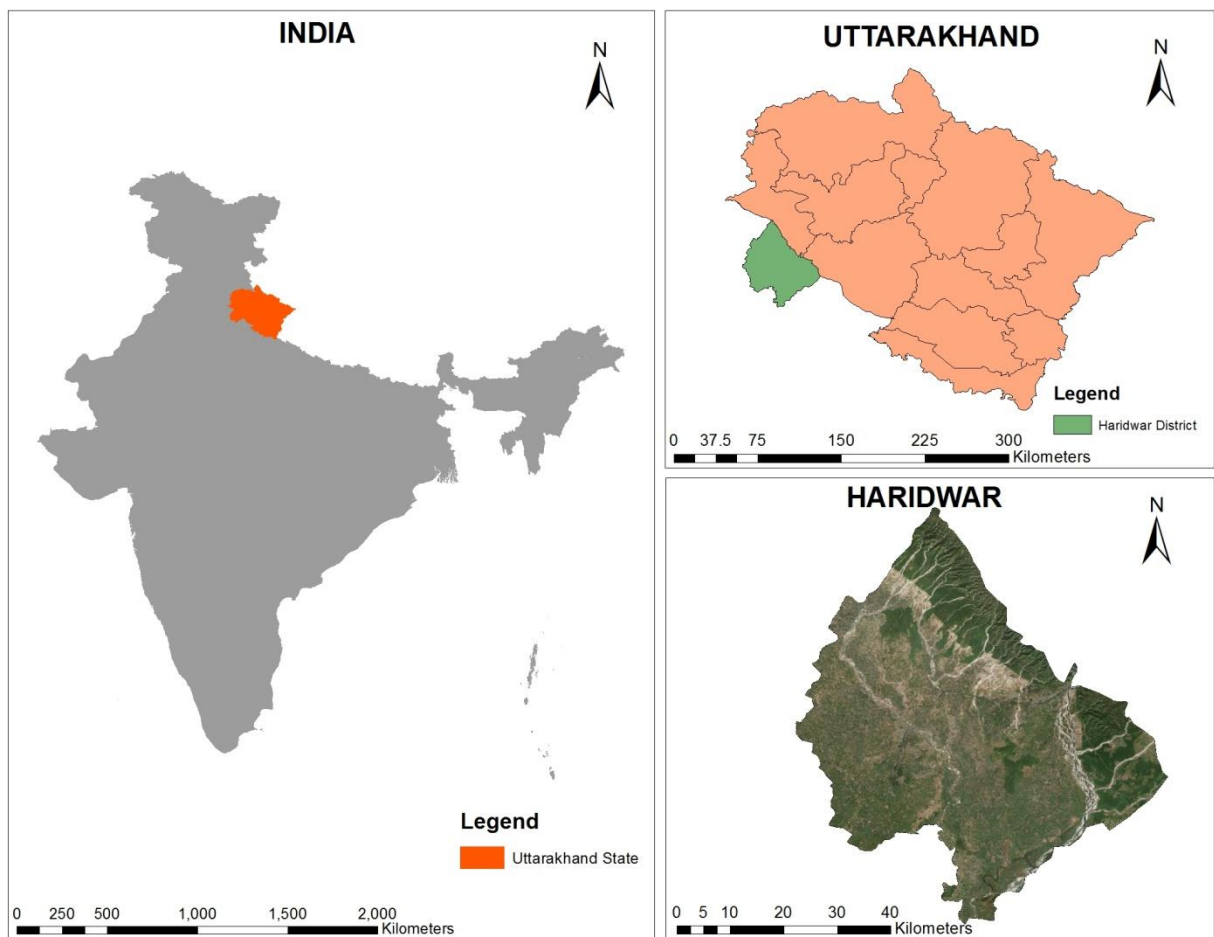 INDIA
N
Legend
Uttarakhand State
0 250 500 1,000 1,500 2,000
Kilometers
UTTARAKHAND
N
Legend
Haridwar District
0 37.5 75 150 225 300
Kilometers
HARIDWAR
N
0 5 10 20 30 40
Kilometers